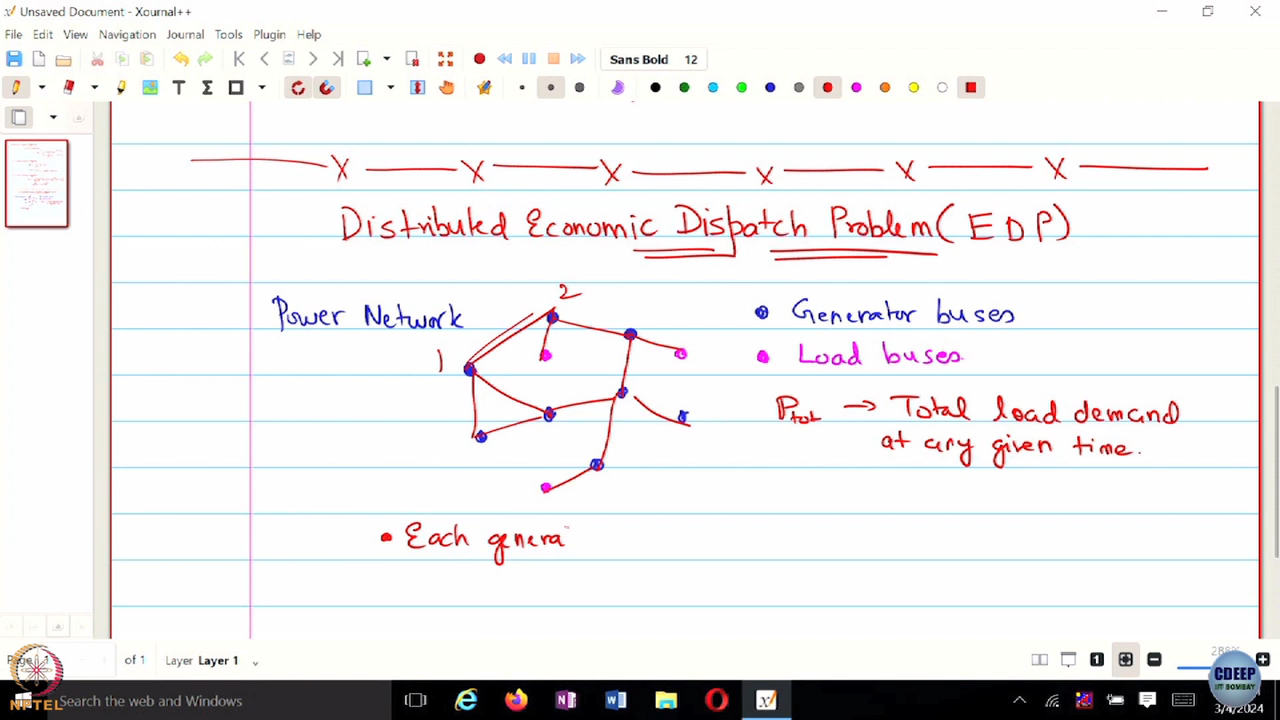 Unsaved Document - Xournal++
File Edit View Navigation Journal Tools Plugin Help
Sans Bold 12
X X X X X X
Distributed Economic Dispatch Problem (EDP)
Power Network
2
1
Generator buses
Load buses
Ptot → Total load demand
at any given time.
• Each genera
of 1 Layer Layer 1
288%
Search the web and Windows
NPTEL
CDEEP
IIT BOMBAY
3/4/2024